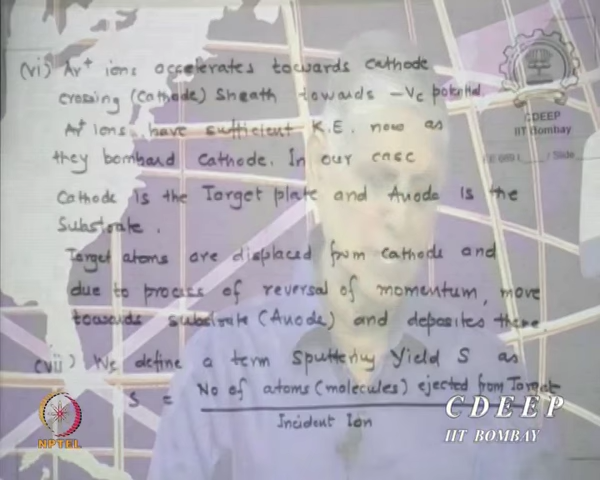 (vi) Ar⁺ ions accelerates towards cathode
crossing (Cathode) Sheath towards -Vc potential.
Ar⁺ ions have sufficient K.E. now as
they bombard cathode. In our case
Cathode is the Target plate and Anode is the
Substrate.
Target atoms are displaced from cathode and
due to process of reversal of momentum, move
towards substrate (Anode) and deposites there.
(vii) We define a term Sputtering Yield S as
S = No of atoms (molecules) ejected from Target
Incident Ion
CDEEP
IIT Bombay
/ Slide
NPTEL
CDEEP
IIT BOMBAY